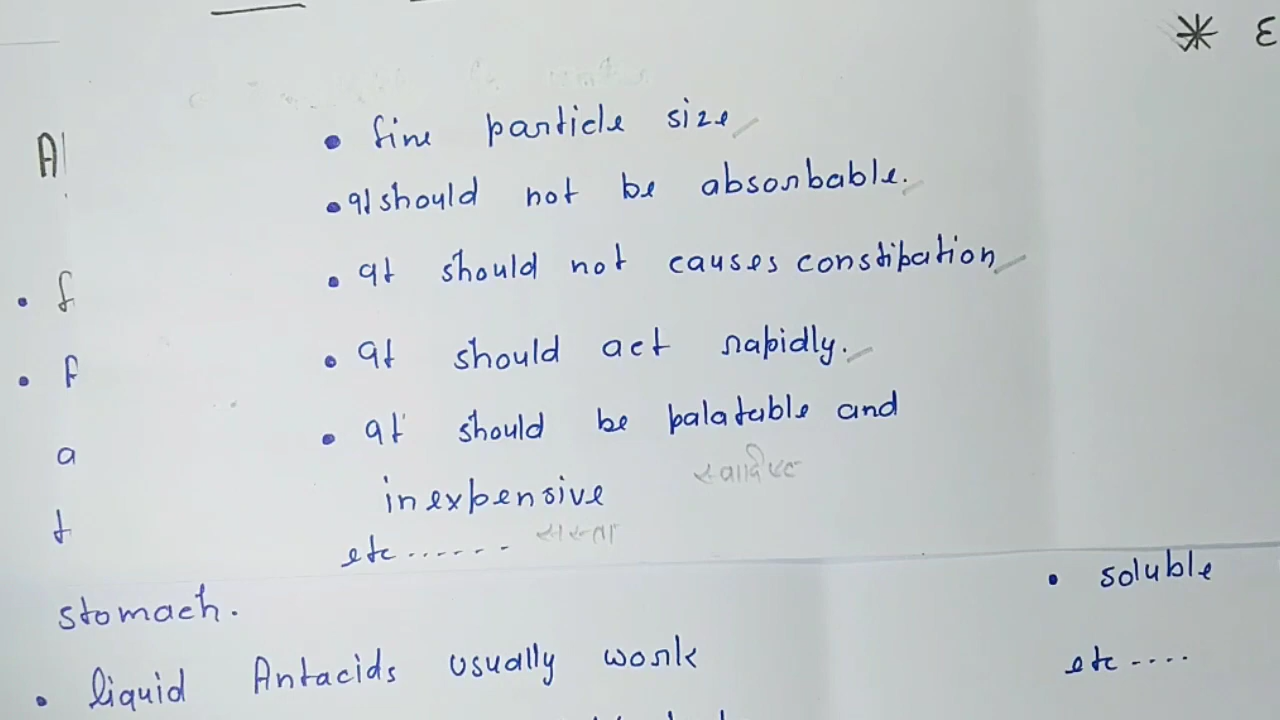 * ε
A
• fine particle size
• It should not be absorbable.
• It should not causes constipation
• f
• It should act rapidly.
• F
• It should be palatable and
स्वादिष्ट
a
inexpensive
सस्ता
t
etc ......
• soluble
stomach.
etc ....
• liquid Antacids usually work